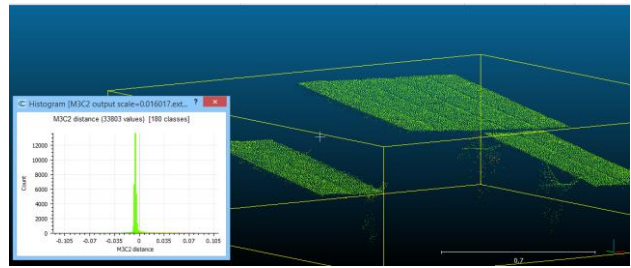 Histogram [M3C2 output scale=0.016017.ext... ? ×
M3C2 distance (33803 values) [180 classes]
12000
10000
8000
6000
4000
2000
0
Count
-0.105 -0.07 -0.035 0 0.035 0.07 0.105
M3C2 distance
0.7